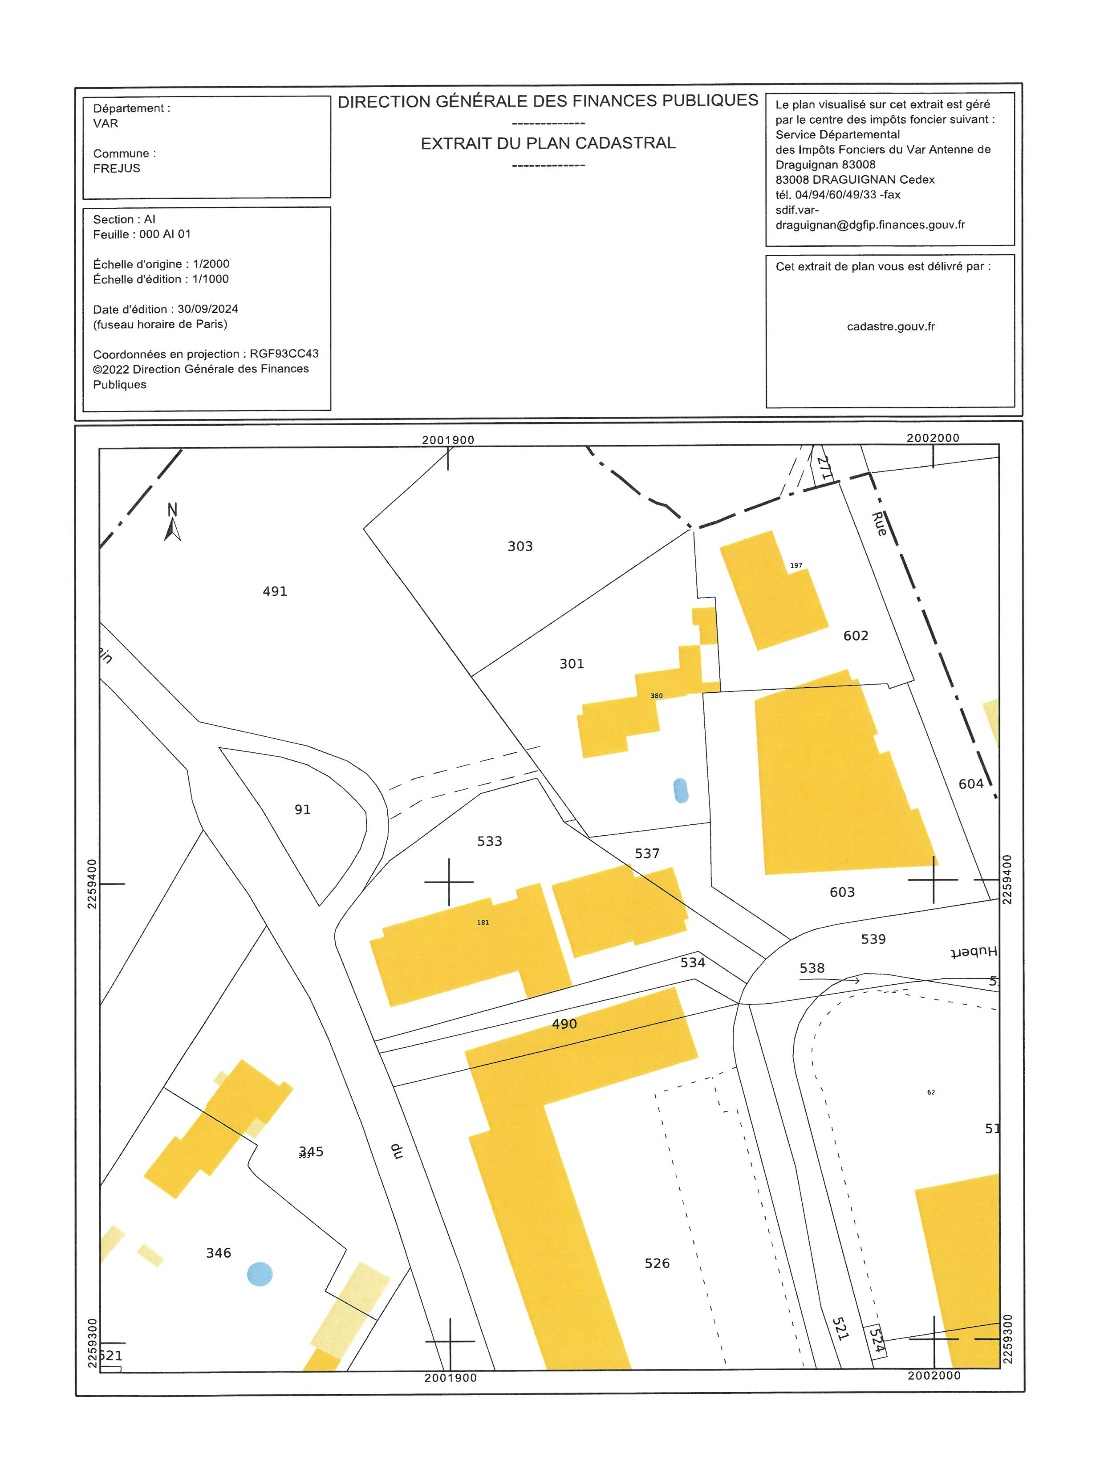 Département :
VAR
Commune :
FREJUS
Section : AI
Feuille : 000 AI 01
Échelle d'origine : 1/2000
Échelle d'édition : 1/1000
Date d'édition : 30/09/2024
(fuseau horaire de Paris)
Coordonnées en projection : RGF93CC43
©2022 Direction Générale des Finances
Publiques
DIRECTION GÉNÉRALE DES FINANCES PUBLIQUES
-------------
EXTRAIT DU PLAN CADASTRAL
-------------
Le plan visualisé sur cet extrait est géré
par le centre des impôts foncier suivant :
Service Départemental
des Impôts Fonciers du Var Antenne de
Draguignan 83008
83008 DRAGUIGNAN Cedex
tél. 04/94/60/49/33 -fax
sdif.var-
draguignan@dgfip.finances.gouv.fr
Cet extrait de plan vous est délivré par :
cadastre.gouv.fr
2001900
2002000
271
N
Rue
303
197
491
602
in
301
380
604
91
533
537
2259400
2259400
603
181
539
Hubert
534
538
5
490
62
51
345
du
346
526
2259300
2259300
521
524
521
2001900
2002000